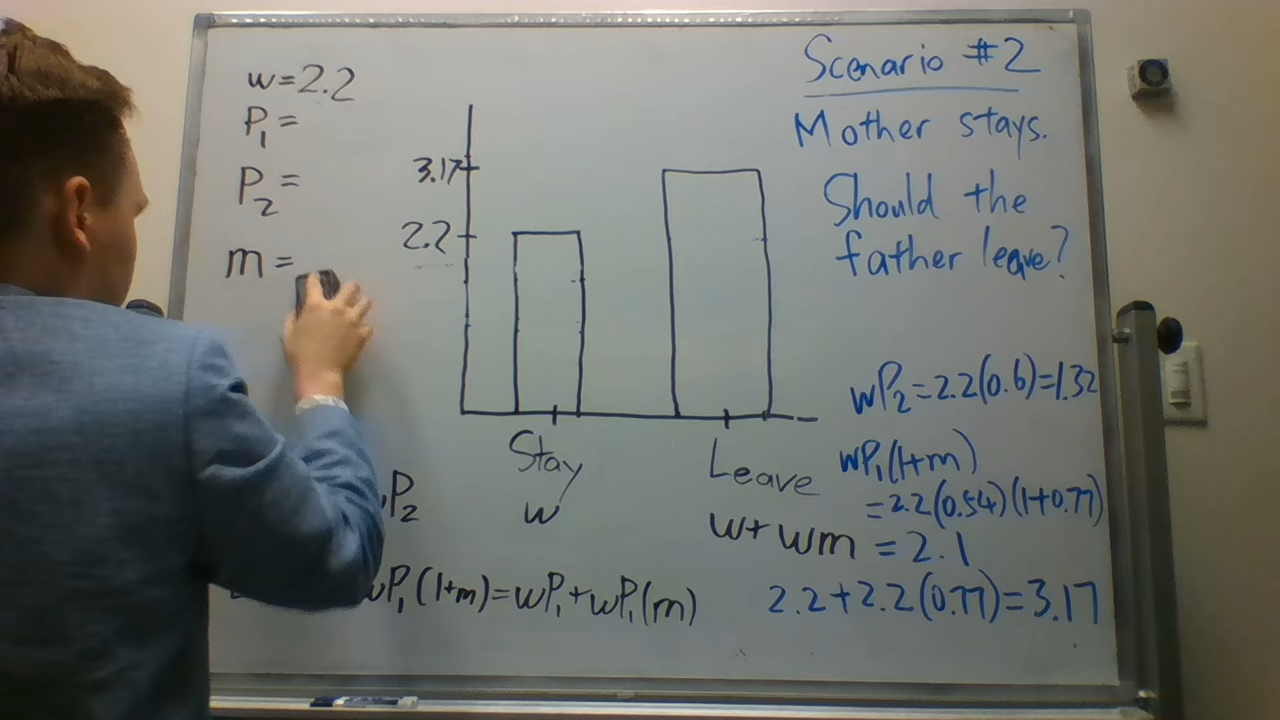 w=2.2
P₁=
P₂=
m=
3.17
2.2
Stay
w
Leave
w+wm
P₂
wP₁(1+m)=wP₁+wP₁(m)
Scenario #2
Mother stays.
Should the
father leave?
wP₂=2.2(0.6)=1.32
wP₁(1+m)
=2.2(0.54)(1+0.77)
=2.1
2.2+2.2(0.77)=3.17